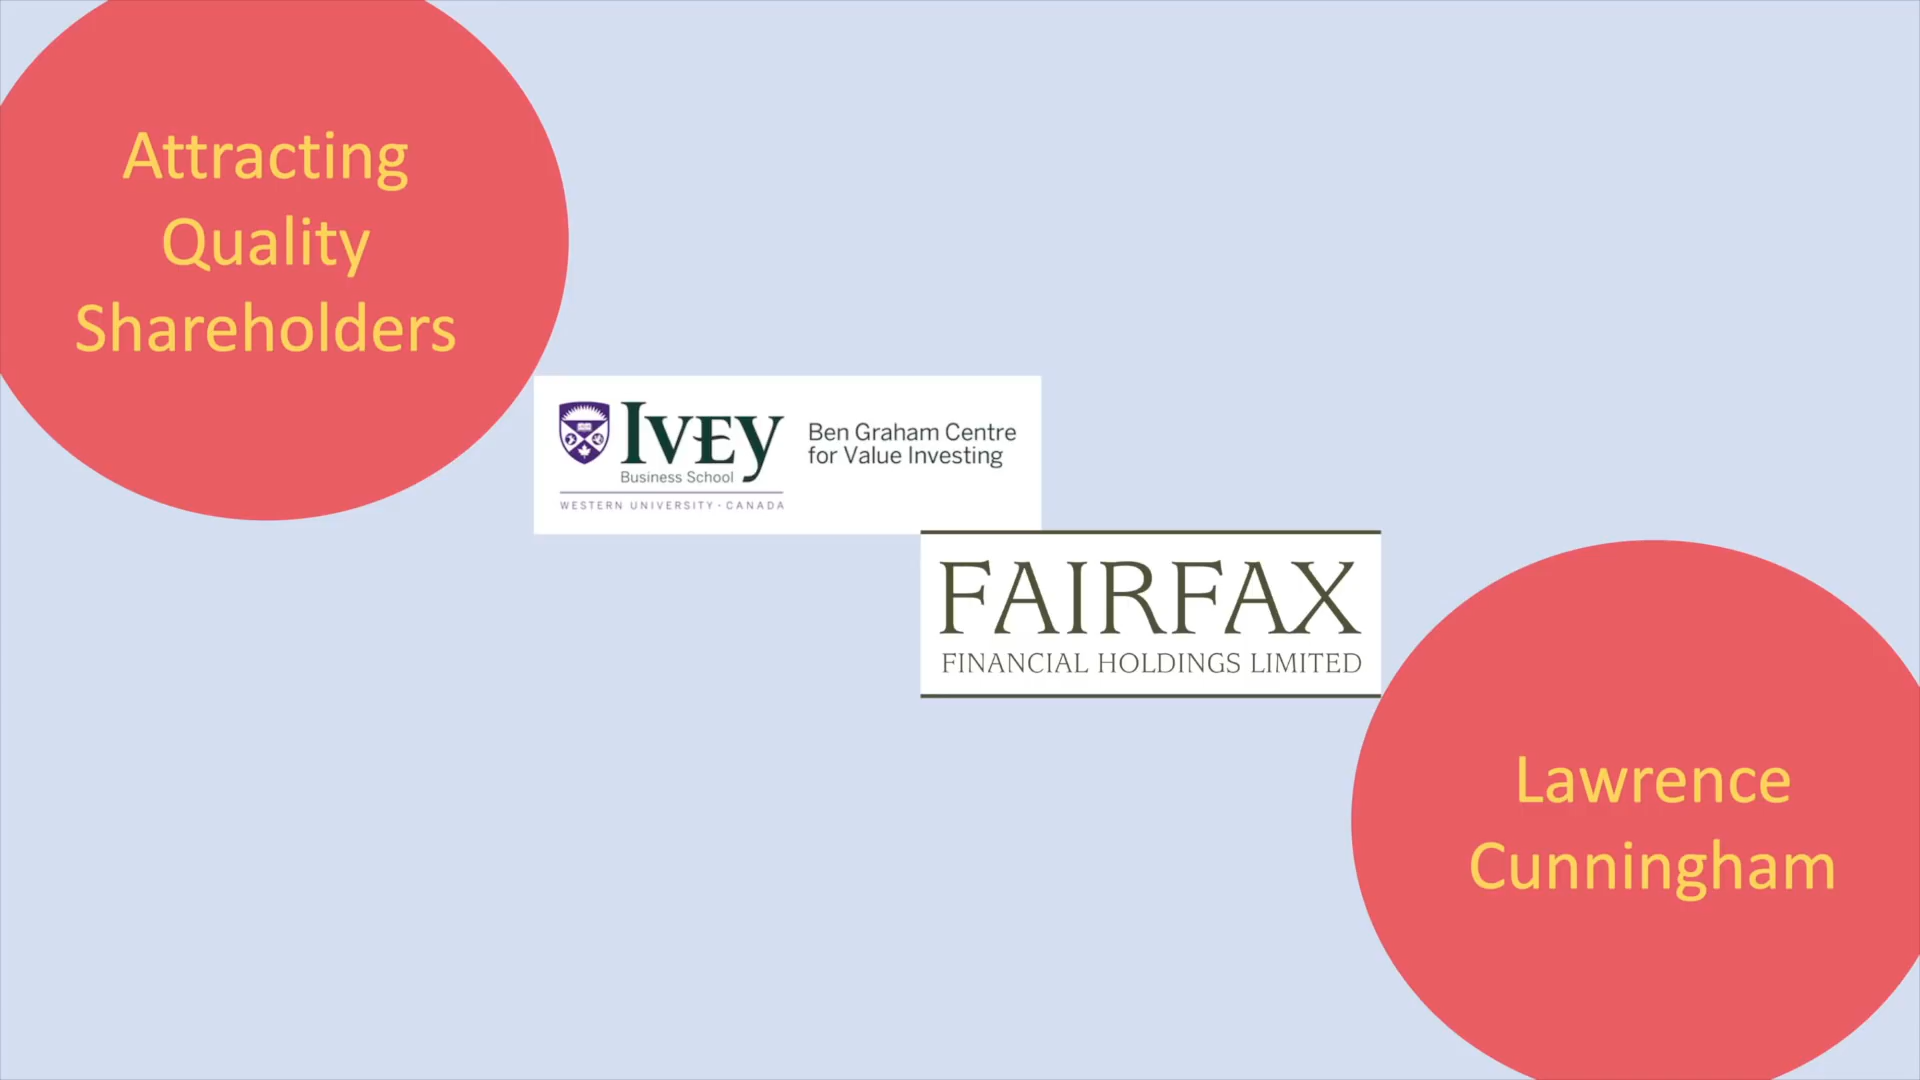 Attracting
Quality
Shareholders
IVEY
Business School
WESTERN UNIVERSITY · CANADA
Ben Graham Centre
for Value Investing
FAIRFAX
FINANCIAL HOLDINGS LIMITED
Lawrence
Cunningham